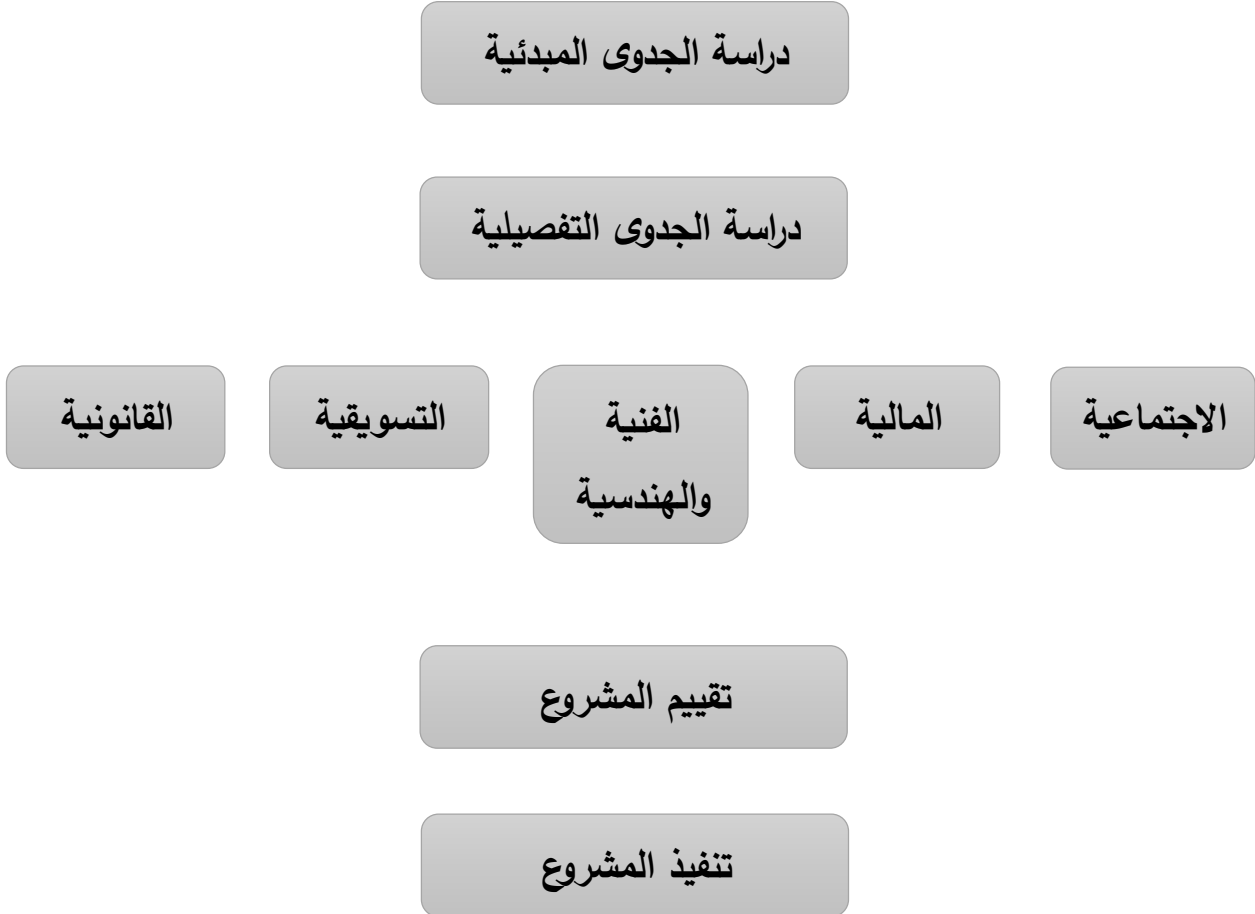 دراسة الجدوى المبدئية
دراسة الجدوى التفصيلية
الاجتماعية
المالية
الفنية
والهندسية
التسويقية
القانونية
تقييم المشروع
تنفيذ المشروع